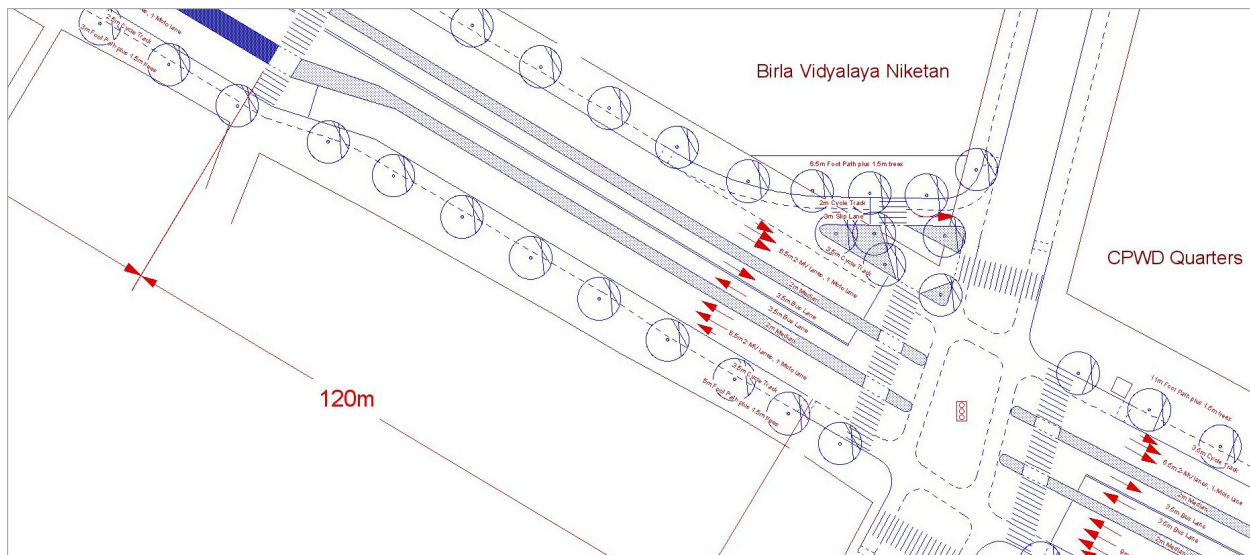 2.5m Cycle Track
3m Foot Path plus 1.5m trees
Birla Vidyalaya Niketan
6.5m Foot Path plus 1.5m trees
2m Cycle Track
3m Slip Lane
3.5m Cycle Track
6.5m 2-MV lanes, 1 Moto lane
2m Median
3.5m Bus Lane
3.5m Bus Lane
2m Median
6.5m 2-MV lanes, 1 Moto lane
3.5m Cycle Track
5m Foot Path plus 1.5m trees
120m
CPWD Quarters
11m Foot Path plus 1.5m trees
3.5m Cycle Track
6.5m 2-MV lanes, 1-Moto lane
2m Median
3.5m Bus Lane
3.5m Bus Lane
2m Median